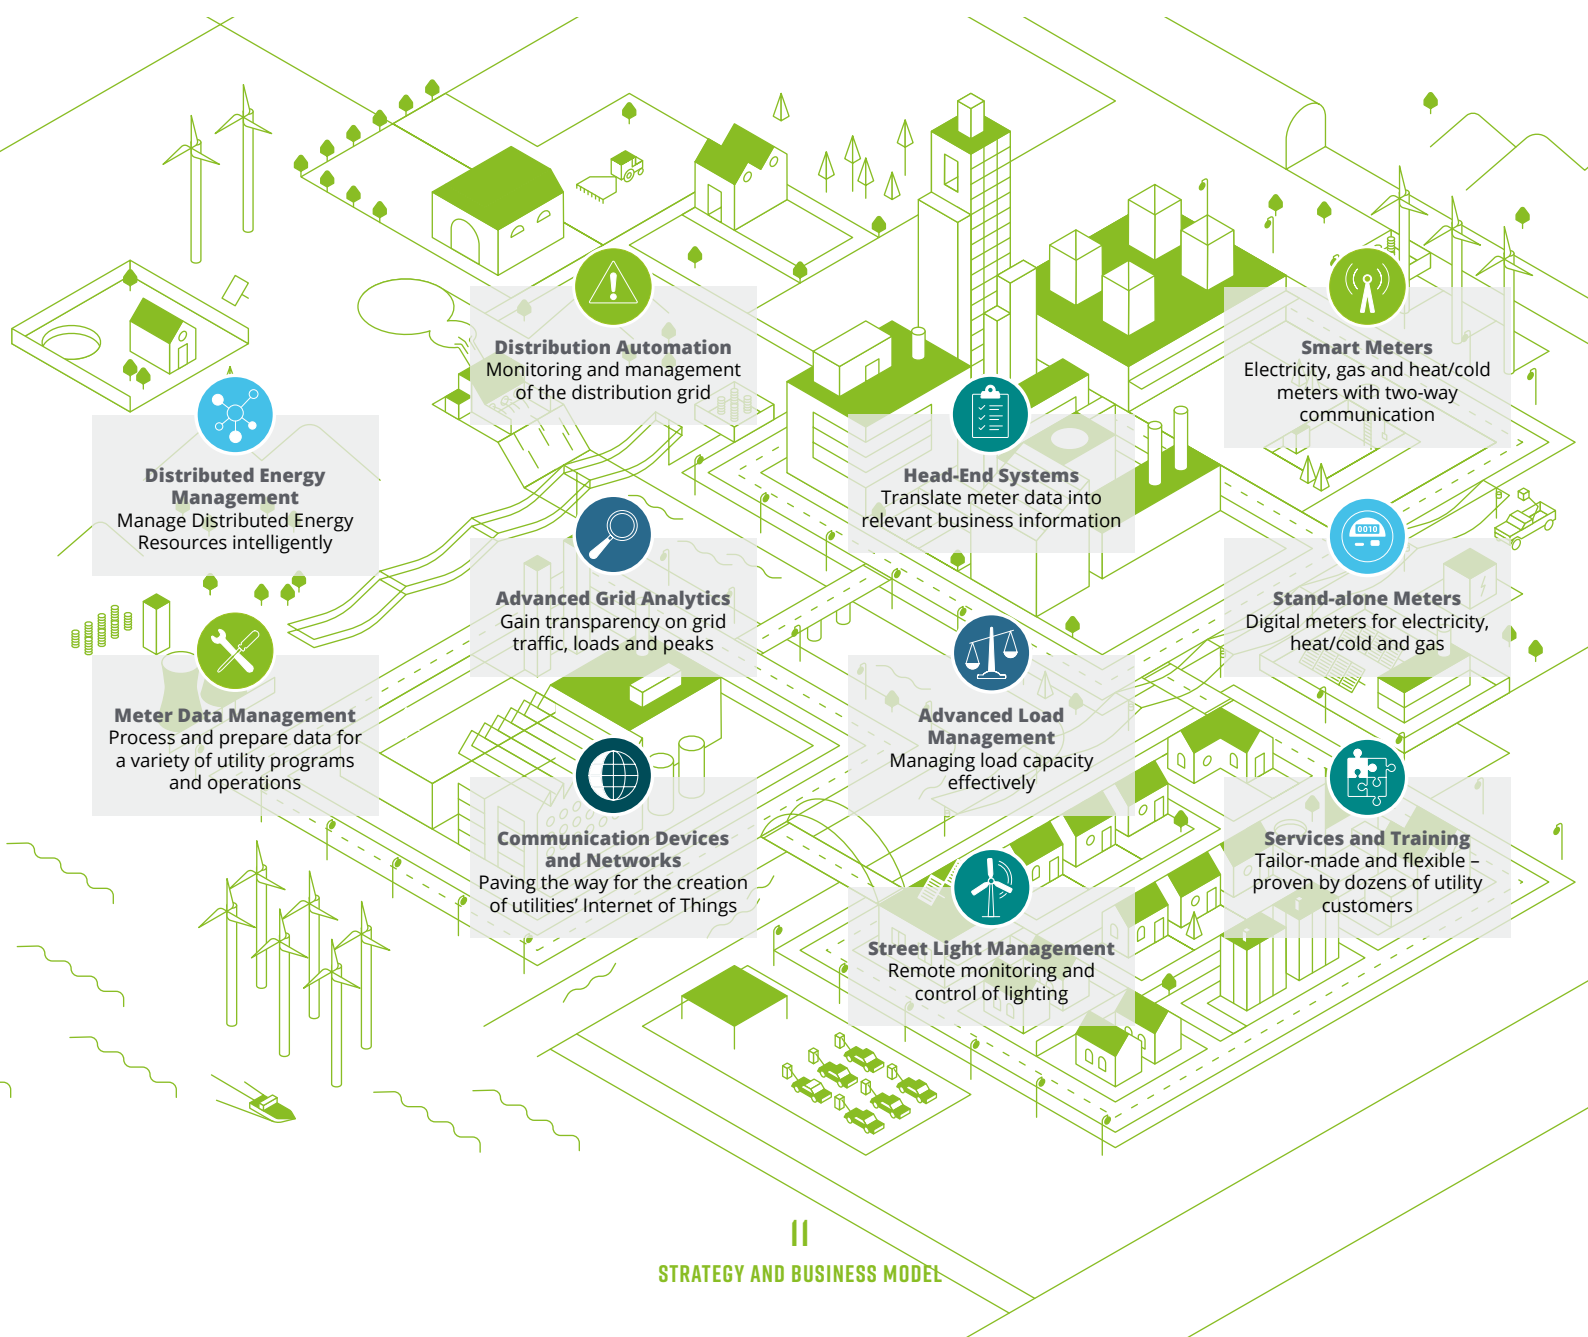 Distribution Automation
Monitoring and management
of the distribution grid
Smart Meters
Electricity, gas and heat/cold
meters with two-way
communication
Distributed Energy
Management
Manage Distributed Energy
Resources intelligently
Head-End Systems
Translate meter data into
relevant business information
0010
Advanced Grid Analytics
Gain transparency on grid
traffic, loads and peaks
Stand-alone Meters
Digital meters for electricity,
heat/cold and gas
Meter Data Management
Process and prepare data for
a variety of utility programs
and operations
Advanced Load
Management
Managing load capacity
effectively
Communication Devices
and Networks
Paving the way for the creation
of utilities’ Internet of Things
Services and Training
Tailor-made and flexible –
proven by dozens of utility
customers
Street Light Management
Remote monitoring and
control of lighting
11
STRATEGY AND BUSINESS MODEL